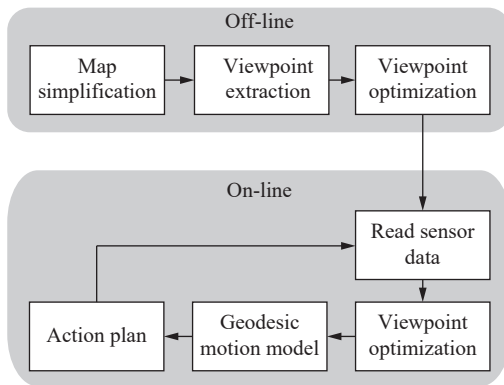 Off-line
Map
simplification
Viewpoint
extraction
Viewpoint
optimization
On-line
Read sensor
data
Action plan
Geodesic
motion model
Viewpoint
optimization